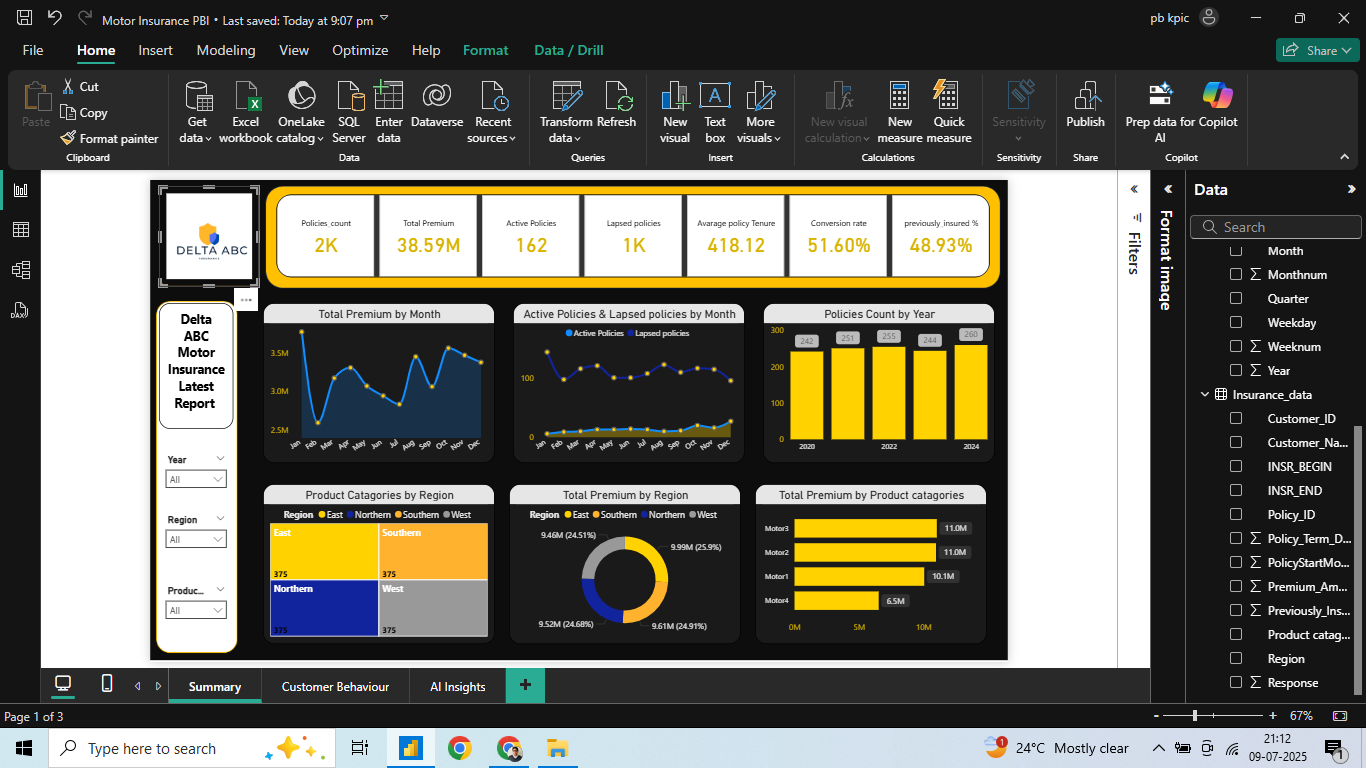 Motor Insurance PBI • Last saved: Today at 9:07 pm
pb kpic
File Home Insert Modeling View Optimize Help Format Data / Drill
Share
Paste
Cut
Copy
Format painter
Clipboard
Get data
Excel workbook
OneLake catalog
SQL Server
Enter data
Dataverse
Recent sources
Data
Transform data
Refresh
Queries
New visual
Text box
More visuals
Insert
New visual calculation
New measure
Quick measure
Calculations
Sensitivity
Sensitivity
Publish
Share
Prep data for AI
Copilot
Copilot
DELTA ABC
INSURANCE
Policies_count
2K
Total Premium
38.59M
Active Policies
162
Lapsed policies
1K
Avarage policy Tenure
418.12
Conversion rate
51.60%
previously_insured %
48.93%
Delta
ABC
Motor
Insurance
Latest
Report
Year
All
Region
All
Produc...
All
Total Premium by Month
3.5M
3.0M
2.5M
Jan Feb Mar Apr May Jun Jul Aug Sep Oct Nov Dec
Active Policies & Lapsed policies by Month
Active Policies Lapsed policies
100
0
Jan Feb Mar Apr May Jun Jul Aug Sep Oct Nov Dec
Policies Count by Year
300
200
100
0
242 251 255 244 260
2020 2022 2024
Product Catagories by Region
Region East Northern Southern West
East
375
Southern
375
Northern
375
West
375
Total Premium by Region
Region East Southern Northern West
9.46M (24.51%)
9.99M (25.9%)
9.52M (24.68%)
9.61M (24.91%)
Total Premium by Product catagories
Motor3 11.0M
Motor2 11.0M
Motor1 10.1M
Motor4 6.5M
0M 5M 10M
Filters
Format image
Data
Search
Month
Monthnum
Quarter
Weekday
Weeknum
Year
Insurance_data
Customer_ID
Customer_Na...
INSR_BEGIN
INSR_END
Policy_ID
Policy_Term_D...
PolicyStartMo...
Premium_Am...
Previously_Ins...
Product catag...
Region
Response
DAX
Summary Customer Behaviour AI Insights
Page 1 of 3
- + 67%
Type here to search
1
24°C Mostly clear
21:12
09-07-2025
1